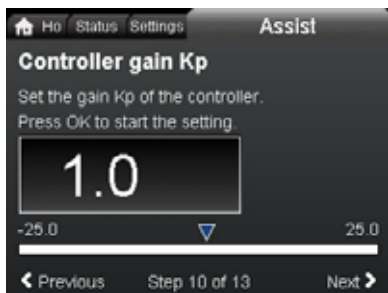 Ho Status Settings Assist
Controller gain Kp
Set the gain Kp of the controller.
Press OK to start the setting.
1.0
-25.0 25.0
Previous Step 10 of 13 Next